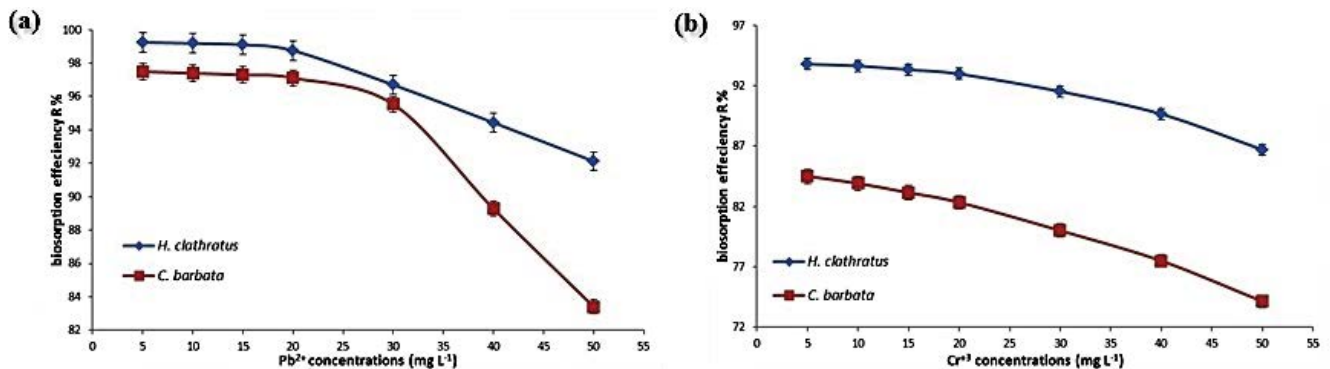 (a)
biosorption effeciency R%
100
98
96
94
92
90
88
86
84
82
H. clathratus
C. barbata
0 5 10 15 20 25 30 35 40 45 50 55
Pb²⁺ concentrations (mg L⁻¹)
(b)
biosorption effeciency R%
97
92
87
82
77
72
H. clathratus
C. barbata
0 5 10 15 20 25 30 35 40 45 50 55
Cr⁺³ concentrations (mg L⁻¹)